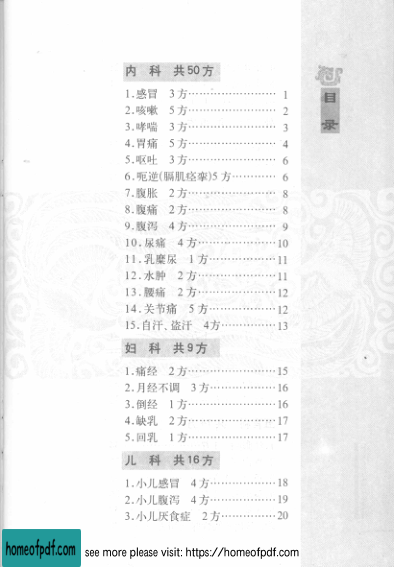 目录
内 科 共50方
1.感冒 3方…………………… 1
2.咳嗽 5方…………………… 2
3.哮喘 3方…………………… 3
4.胃痛 5方…………………… 4
5.呕吐 3方…………………… 6
6.呃逆(膈肌痉挛)5方………… 6
7.腹胀 2方…………………… 8
8.腹痛 2方…………………… 8
9.腹泻 4方…………………… 9
10.尿痛 4方…………………10
11.乳糜尿 1方………………11
12.水肿 2方…………………11
13.腰痛 2方…………………12
14.关节痛 5方………………12
15.自汗、盗汗 4方……………13
妇 科 共9方
1.痛经 2方……………………15
2.月经不调 3方………………16
3.倒经 1方……………………16
4.缺乳 2方……………………17
5.回乳 1方……………………17
儿 科 共16方
1.小儿感冒 4方………………18
2.小儿腹泻 4方………………19
3.小儿厌食症 2方……………20
homeofpdf.com
see more please visit: https://homeofpdf.com